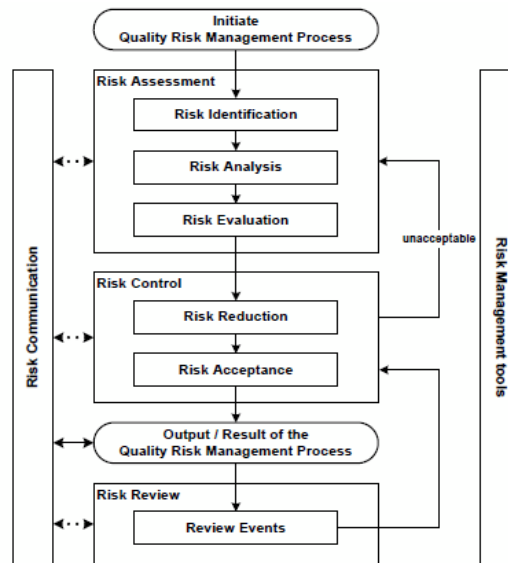 Initiate
Quality Risk Management Process
Risk Assessment
Risk Identification
Risk Analysis
Risk Evaluation
unacceptable
Risk Control
Risk Reduction
Risk Acceptance
Output / Result of the
Quality Risk Management Process
Risk Review
Review Events
Risk Communication
Risk Management tools